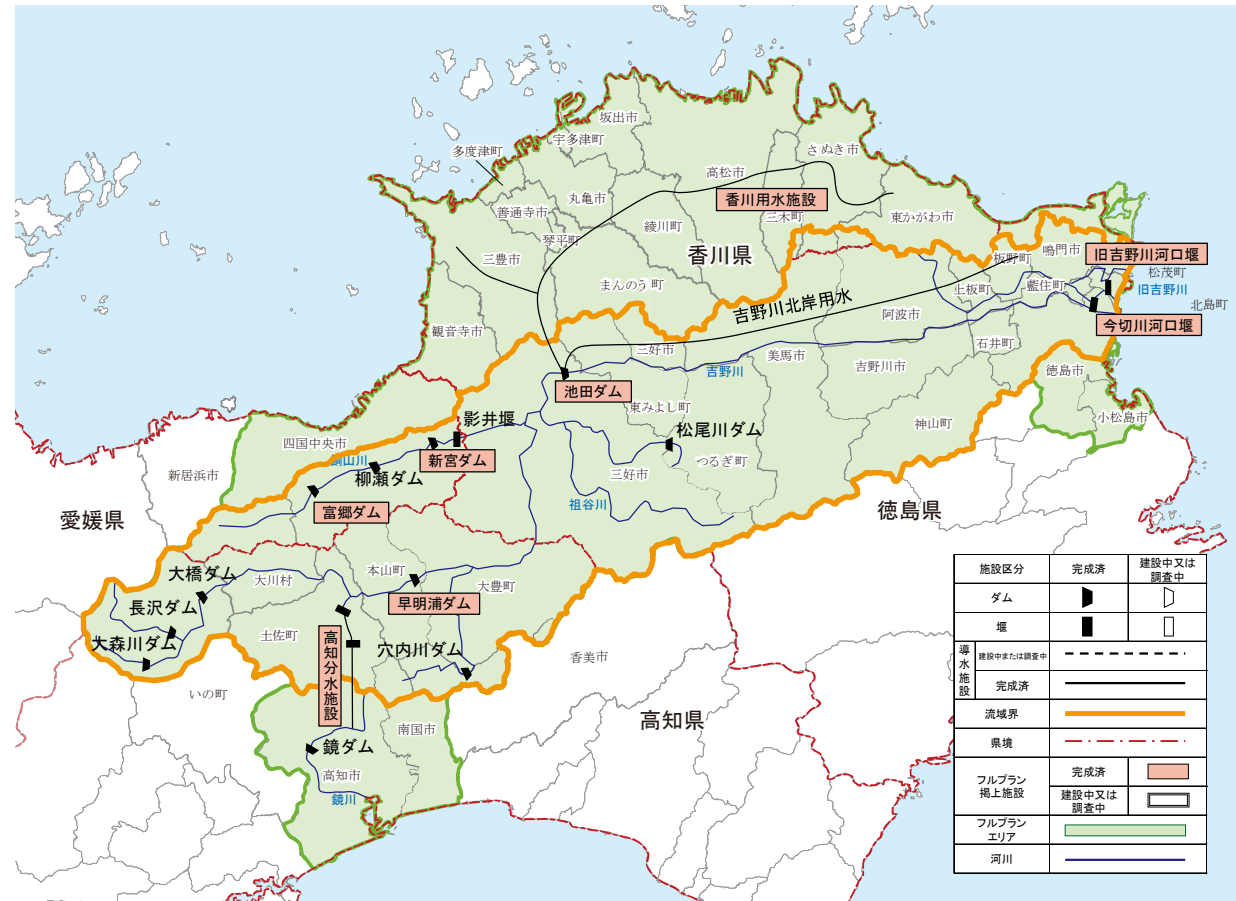 坂出市
宇多津町
多度津町
さぬき市
高松市
丸亀市
香川用水施設
善通寺市
綾川町
三木町
東かがわ市
琴平町
三豊市
香川県
鳴門市
板野町
旧吉野川河口堰
松茂町
まんのう町
上板町
藍住町
旧吉野川
北島町
吉野川北岸用水
阿波市
今切川河口堰
観音寺市
三好市
美馬市
石井町
吉野川
吉野川市
徳島市
池田ダム
東みよし町
小松島市
影井堰
松尾川ダム
神山町
四国中央市
新宮ダム
つるぎ町
新居浜市
銅山川
柳瀬ダム
三好市
祖谷川
富郷ダム
徳島県
愛媛県
大橋ダム
大川村
本山町
大豊町
長沢ダム
早明浦ダム
大森川ダム
土佐町
高知分水施設
穴内川ダム
香美市
いの町
高知県
南国市
鏡ダム
高知市
鏡川
施設区分
完成済
建設中又は
調査中
ダム
堰
導水施設
建設中または調査中
完成済
流域界
県境
フルプラン
掲上施設
完成済
建設中又は
調査中
フルプラン
エリア
河川